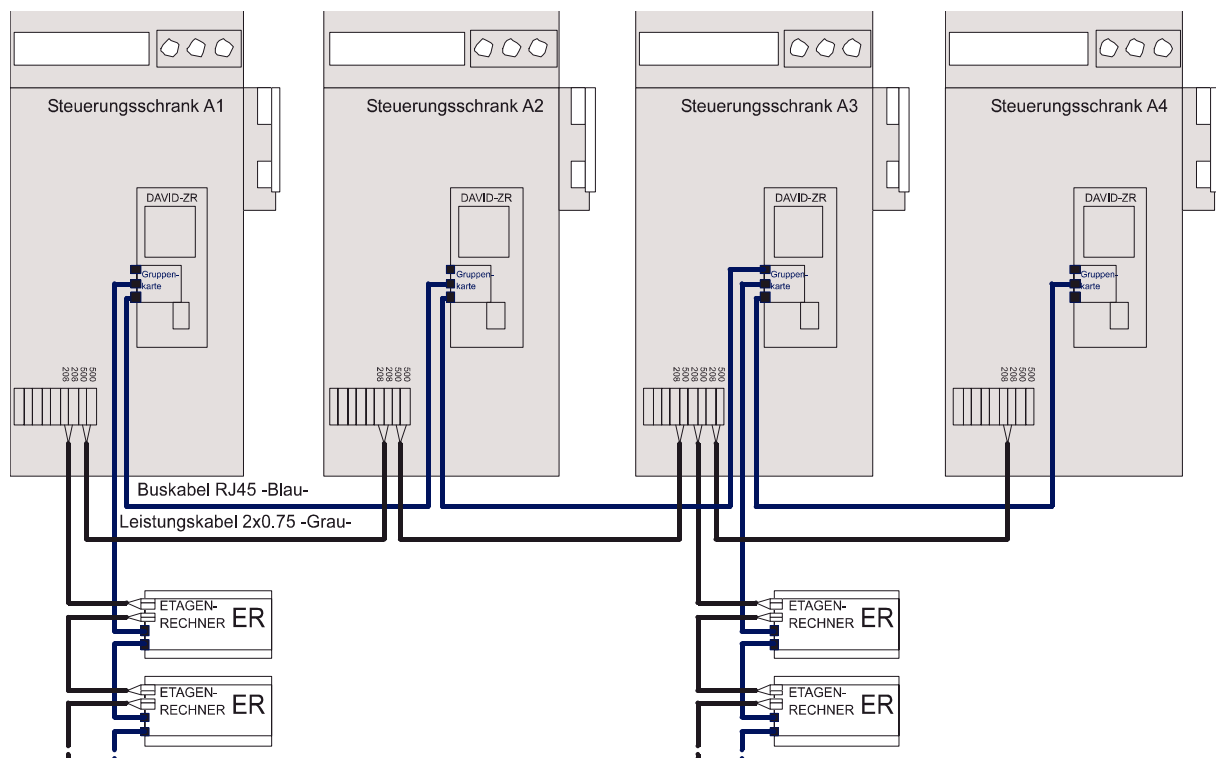 Steuerungsschrank A1
Steuerungsschrank A2
Steuerungsschrank A3
Steuerungsschrank A4
DAVID-ZR
DAVID-ZR
DAVID-ZR
DAVID-ZR
Gruppen-
karte
Gruppen-
karte
Gruppen-
karte
Gruppen-
karte
208
208
500
500
208
208
500
500
208
500
208
500
208
500
208
208
500
500
Buskabel RJ45 -Blau-
Leistungskabel 2x0.75 -Grau-
ETAGEN-
RECHNER ER
ETAGEN-
RECHNER ER
ETAGEN-
RECHNER ER
ETAGEN-
RECHNER ER